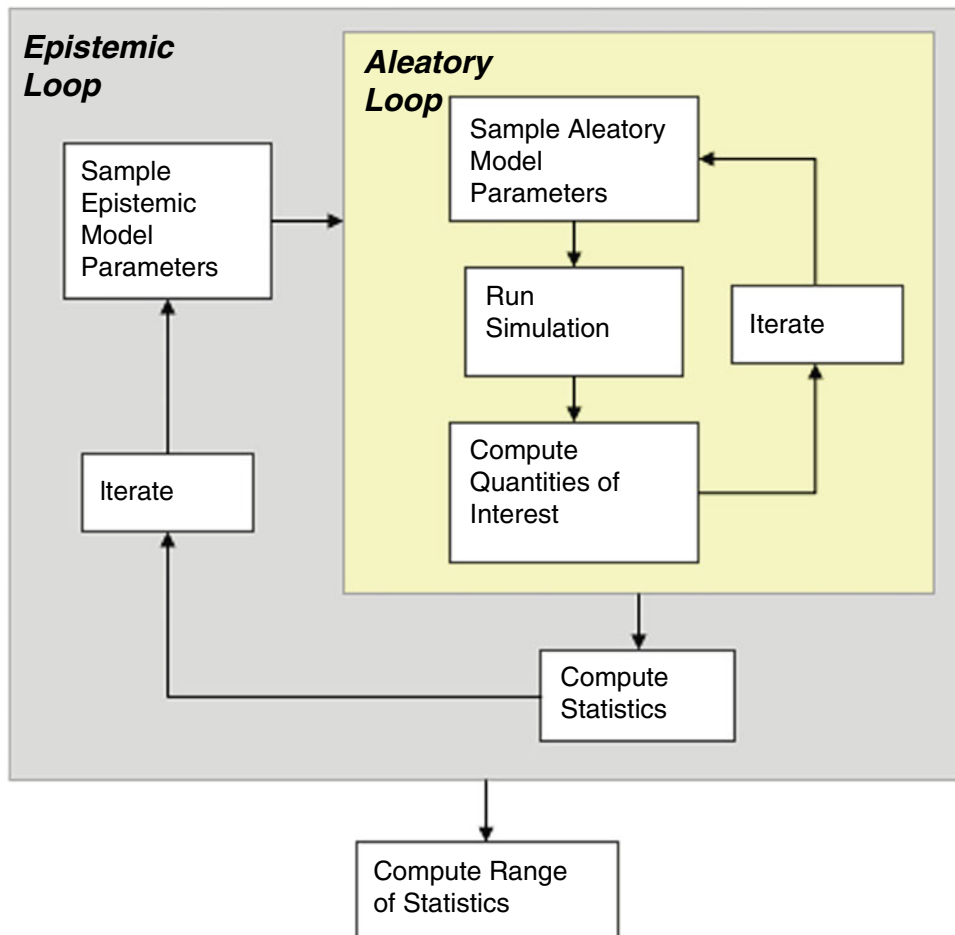 Epistemic
Loop
Aleatory
Loop
Sample Aleatory
Model
Parameters
Sample
Epistemic
Model
Parameters
Run
Simulation
Iterate
Compute
Quantities of
Interest
Iterate
Compute
Statistics
Compute Range
of Statistics